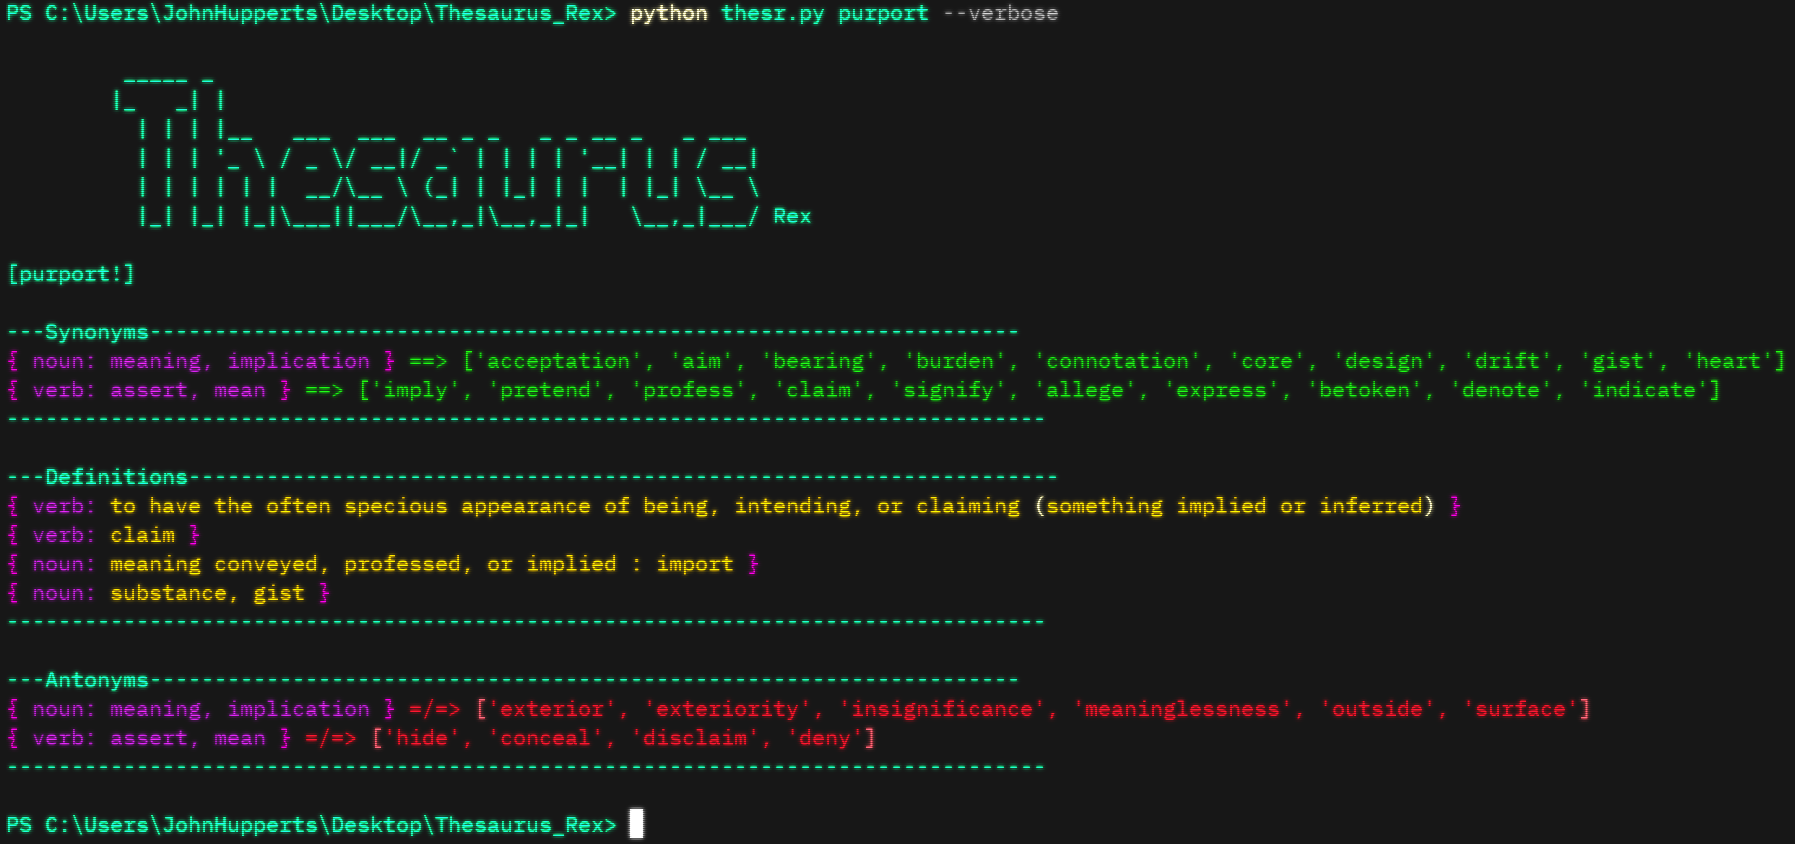 PS C:\Users\JohnHupperts\Desktop\Thesaurus_Rex> python thesr.py purport --verbose
Thesaurus Rex
[purport!]
---Synonyms-------------------------------------------------------------------
{ noun: meaning, implication } ==> ['acceptation', 'aim', 'bearing', 'burden', 'connotation', 'core', 'design', 'drift', 'gist', 'heart']
{ verb: assert, mean } ==> ['imply', 'pretend', 'profess', 'claim', 'signify', 'allege', 'express', 'betoken', 'denote', 'indicate']
--------------------------------------------------------------------------------
---Definitions-------------------------------------------------------------------
{ verb: to have the often specious appearance of being, intending, or claiming (something implied or inferred) }
{ verb: claim }
{ noun: meaning conveyed, professed, or implied : import }
{ noun: substance, gist }
--------------------------------------------------------------------------------
---Antonyms-------------------------------------------------------------------
{ noun: meaning, implication } =/=> ['exterior', 'exteriority', 'insignificance', 'meaninglessness', 'outside', 'surface']
{ verb: assert, mean } =/=> ['hide', 'conceal', 'disclaim', 'deny']
--------------------------------------------------------------------------------
PS C:\Users\JohnHupperts\Desktop\Thesaurus_Rex>